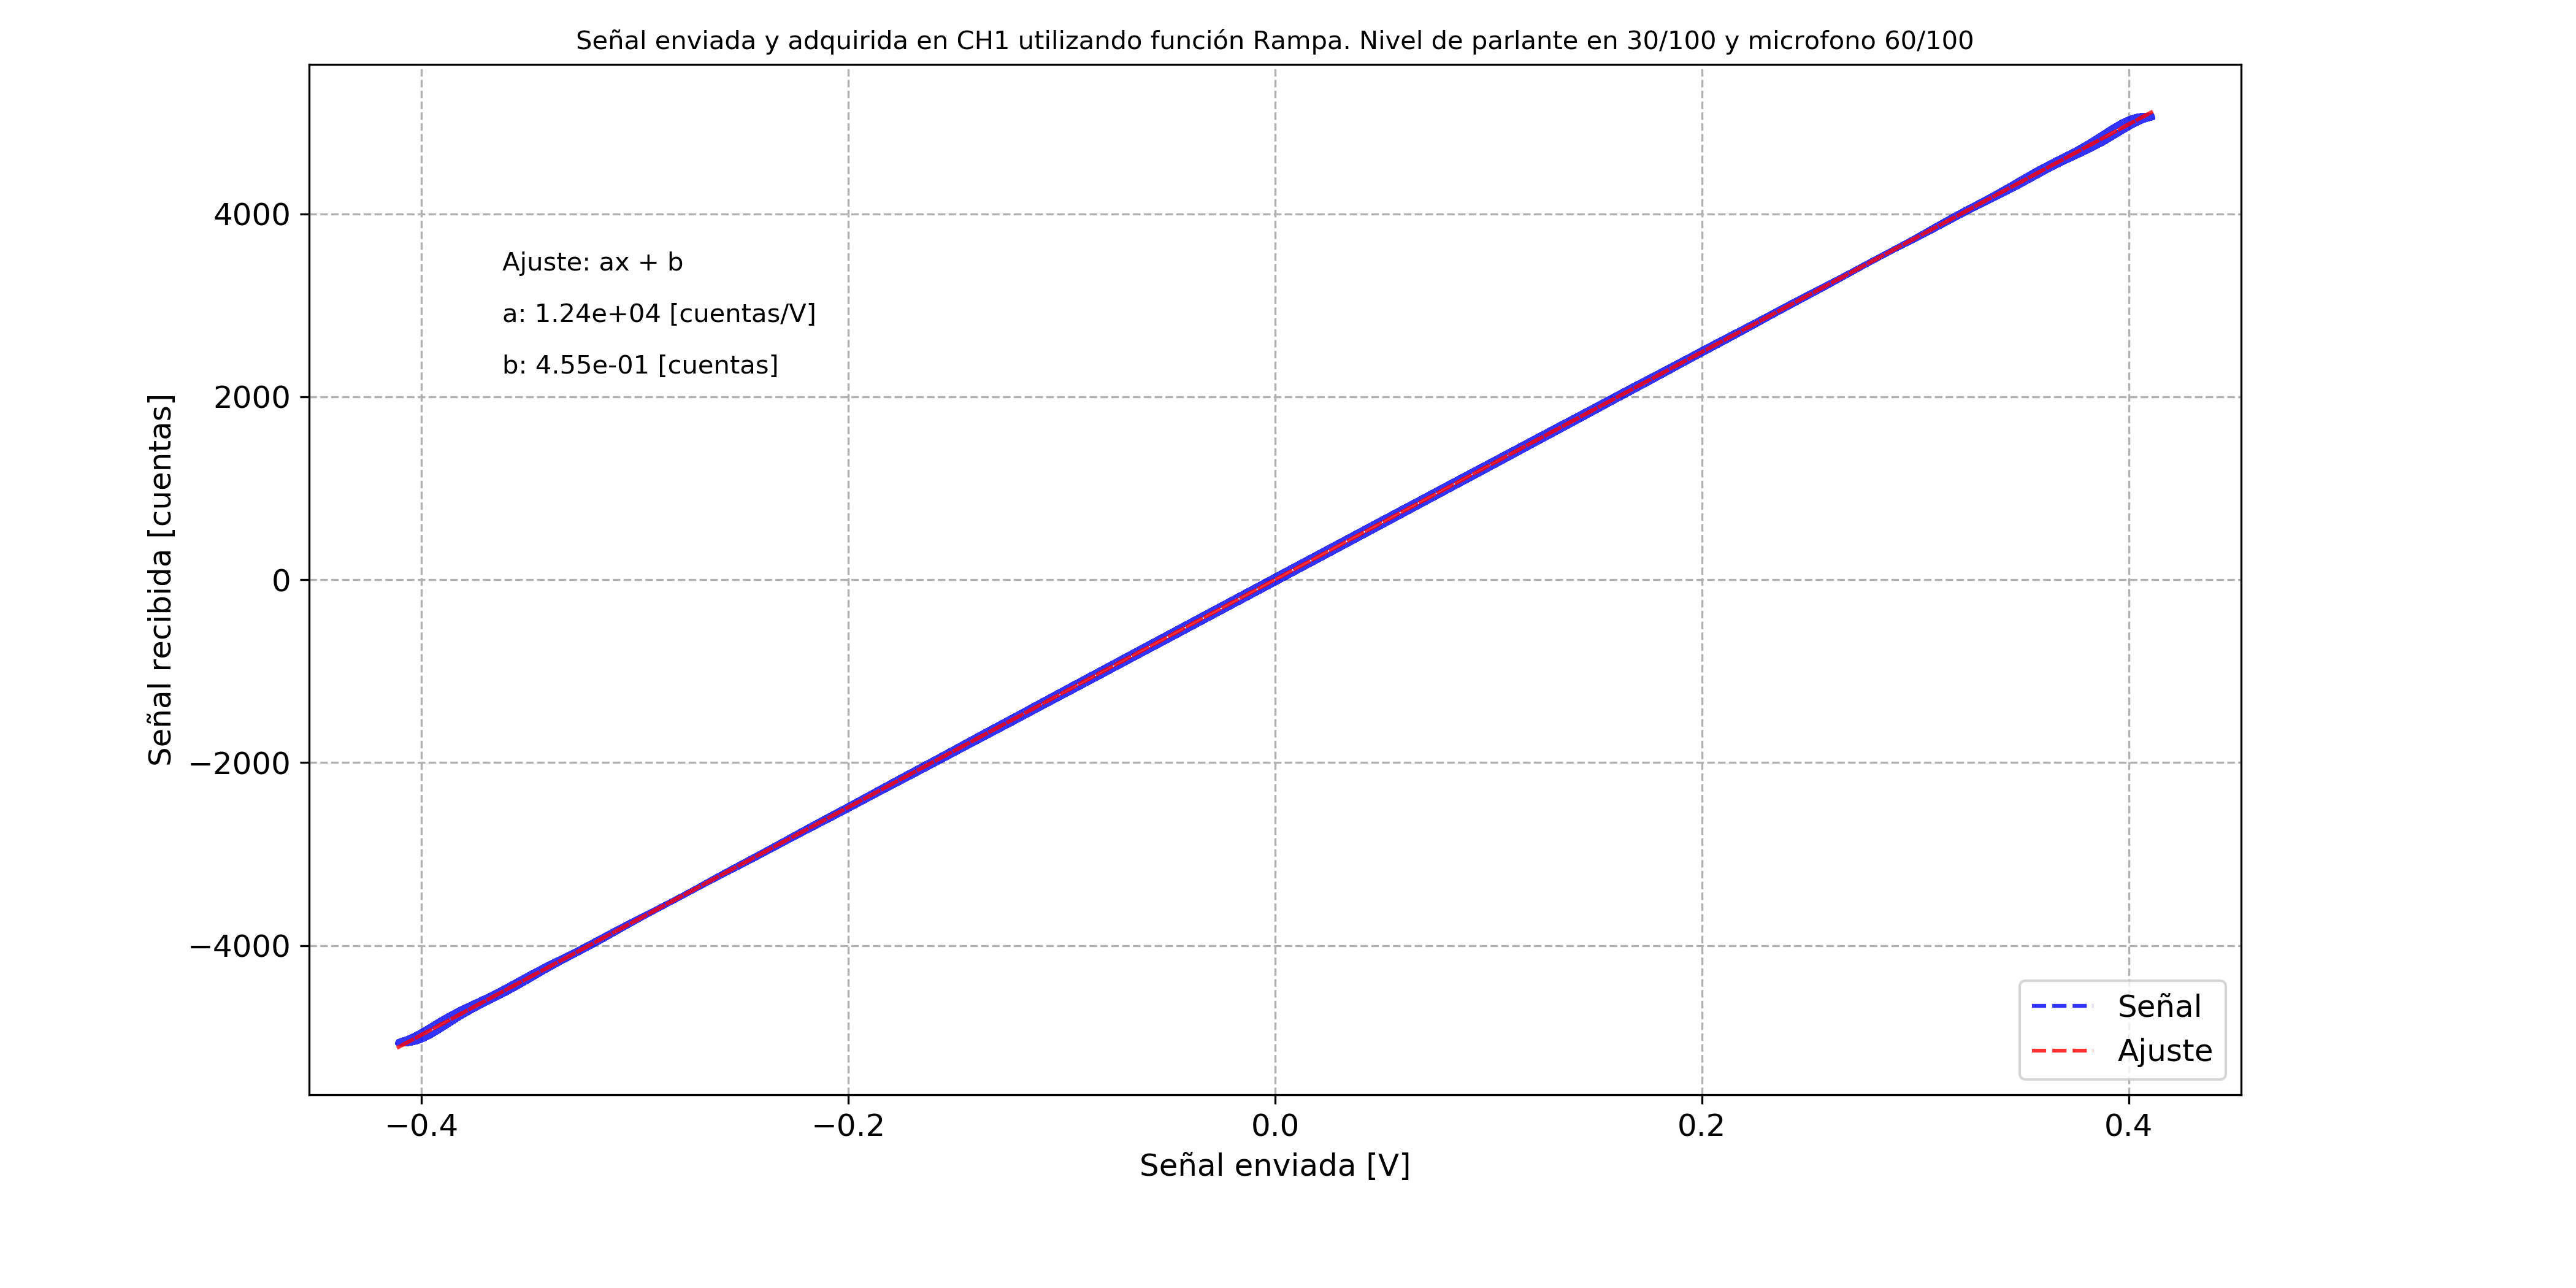 Señal enviada y adquirida en CH1 utilizando función Rampa. Nivel de parlante en 30/100 y microfono 60/100
Señal recibida [cuentas]
4000
2000
0
−2000
−4000
Ajuste: ax + b
a: 1.24e+04 [cuentas/V]
b: 4.55e-01 [cuentas]
Señal
Ajuste
−0.4
−0.2
0.0
0.2
0.4
Señal enviada [V]